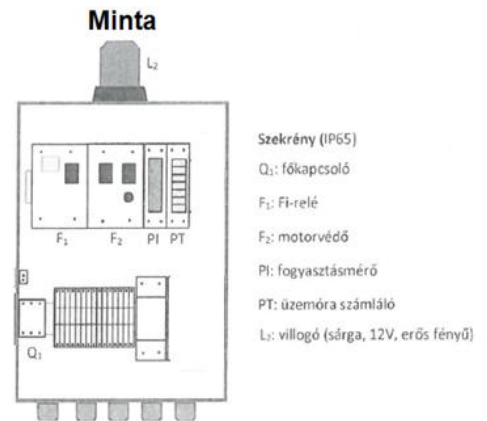 Minta
L₂
F₁ F₂ PI PT
Q₁
Szekrény (IP65)
Q₁: főkapcsoló
F₁: Fi-relé
F₂: motorvédő
PI: fogyasztásmérő
PT: üzemóra számláló
L₂: villogó (sárga, 12V, erős fényű)